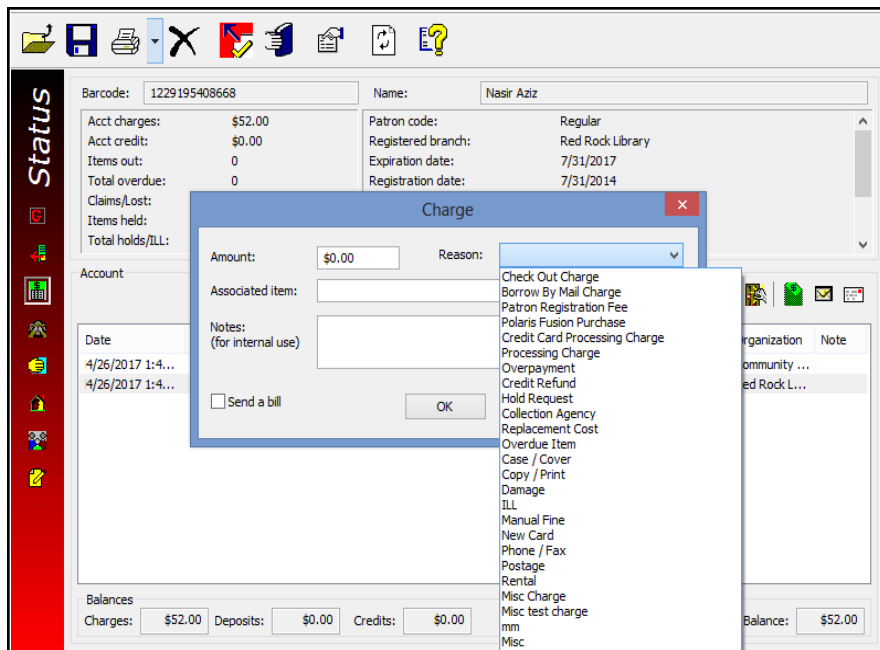 Status
Barcode: 1229195408668 Name: Nasir Aziz
Acct charges: $52.00 Patron code: Regular
Acct credit: $0.00 Registered branch: Red Rock Library
Items out: 0 Expiration date: 7/31/2017
Total overdue: 0 Registration date: 7/31/2014
Claims/Lost:
Items held:
Total holds/ILL:
Charge
Amount: $0.00 Reason:
Associated item:
Notes:
(for internal use)
Send a bill
OK
Check Out Charge
Borrow By Mail Charge
Patron Registration Fee
Polaris Fusion Purchase
Credit Card Processing Charge
Processing Charge
Overpayment
Credit Refund
Hold Request
Collection Agency
Replacement Cost
Overdue Item
Case / Cover
Copy / Print
Damage
ILL
Manual Fine
New Card
Phone / Fax
Postage
Rental
Misc Charge
Misc test charge
mm
Misc
Account
Date rganization Note
4/26/2017 1:4... ommunity ...
4/26/2017 1:4... ed Rock L...
Balances
Charges: $52.00 Deposits: $0.00 Credits: $0.00 Balance: $52.00